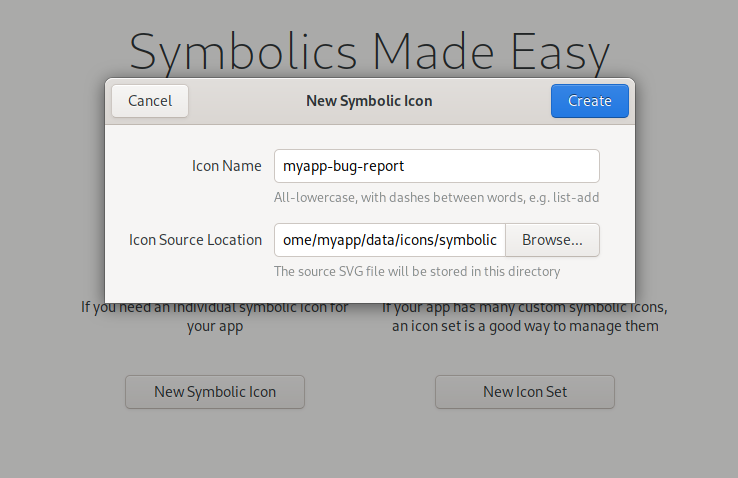 Symbolics Made Easy
Cancel
New Symbolic Icon
Create
Icon Name
myapp-bug-report
All-lowercase, with dashes between words, e.g. list-add
Icon Source Location
ome/myapp/data/icons/symbolic
Browse...
The source SVG file will be stored in this directory
If you need an individual symbolic icon for
your app
If your app has many custom symbolic icons,
an icon set is a good way to manage them
New Symbolic Icon
New Icon Set